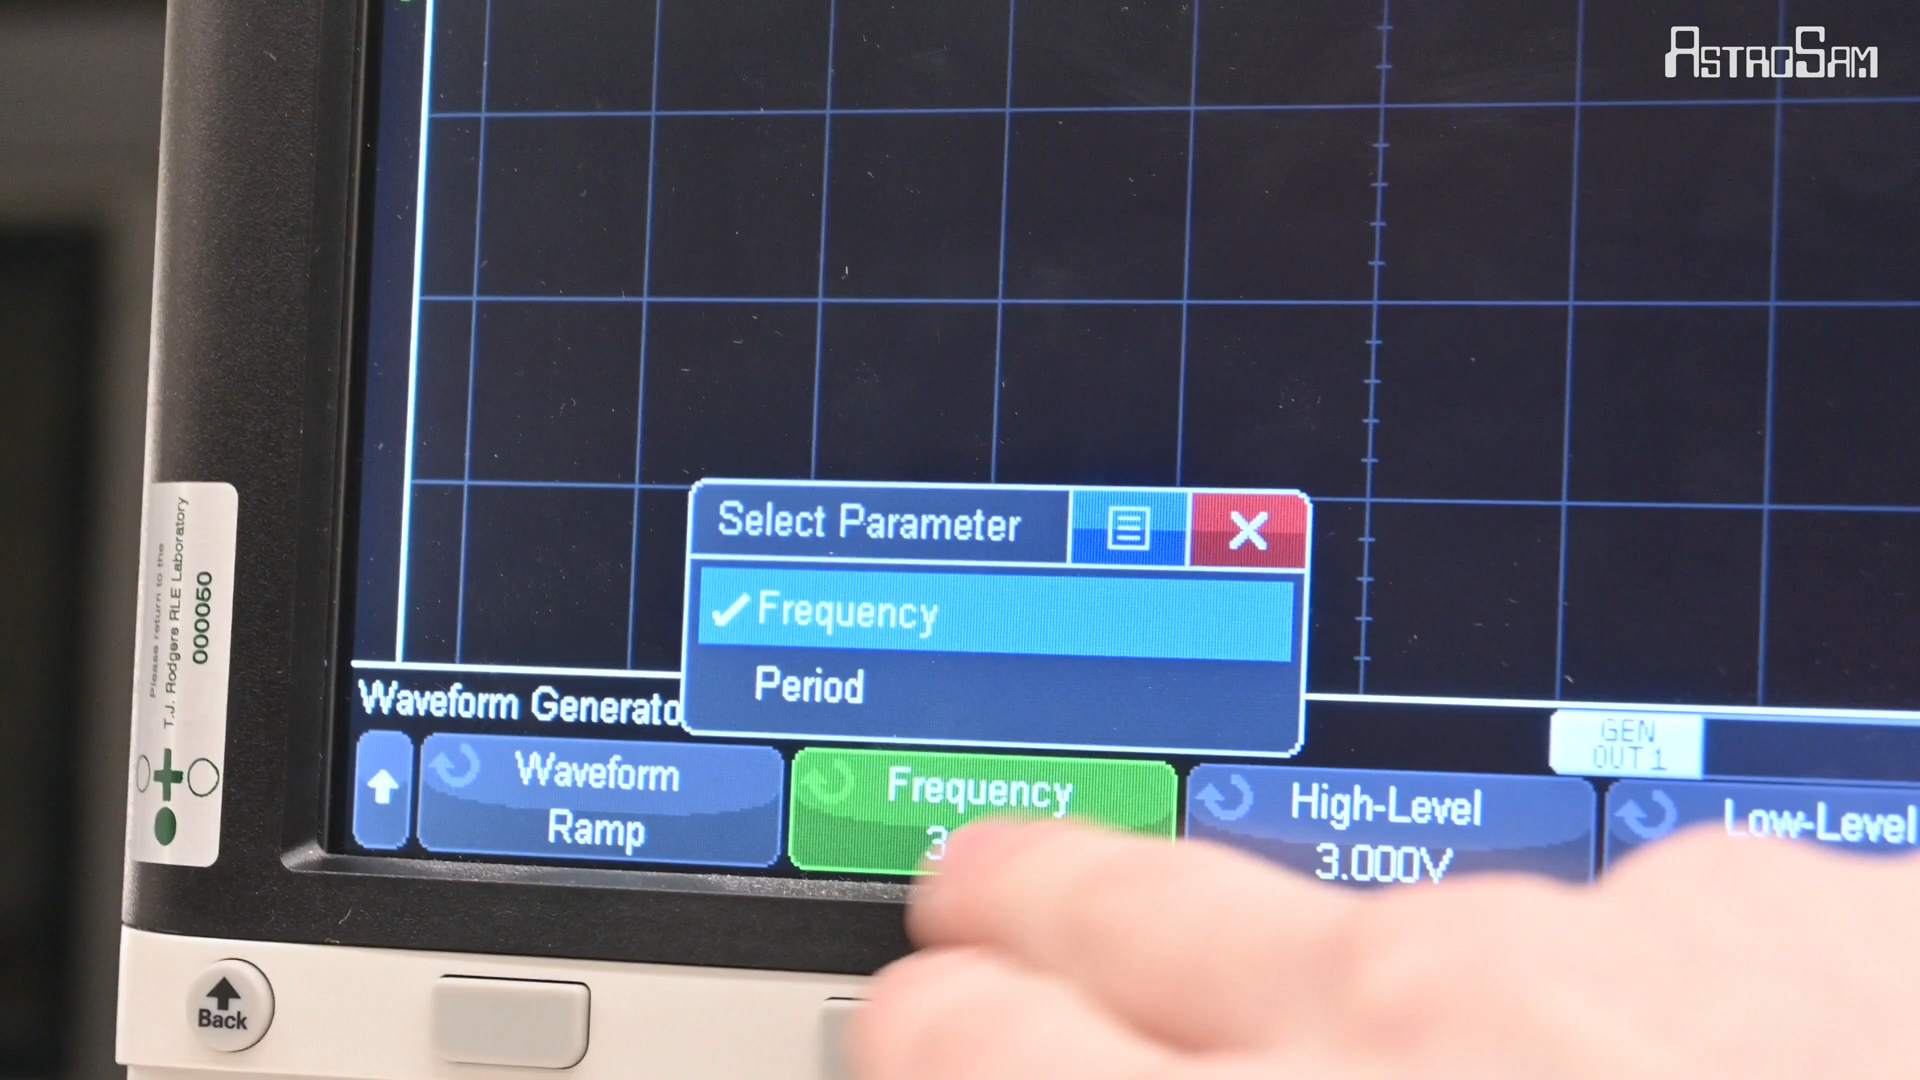 AstroSam
Select Parameter
Frequency
Period
Waveform Generato
GEN
OUT 1
Waveform
Ramp
Frequency
3.
High-Level
3.000V
Low-Level
Please return to the
T.J. Rodgers RLE Laboratory
000050
Back